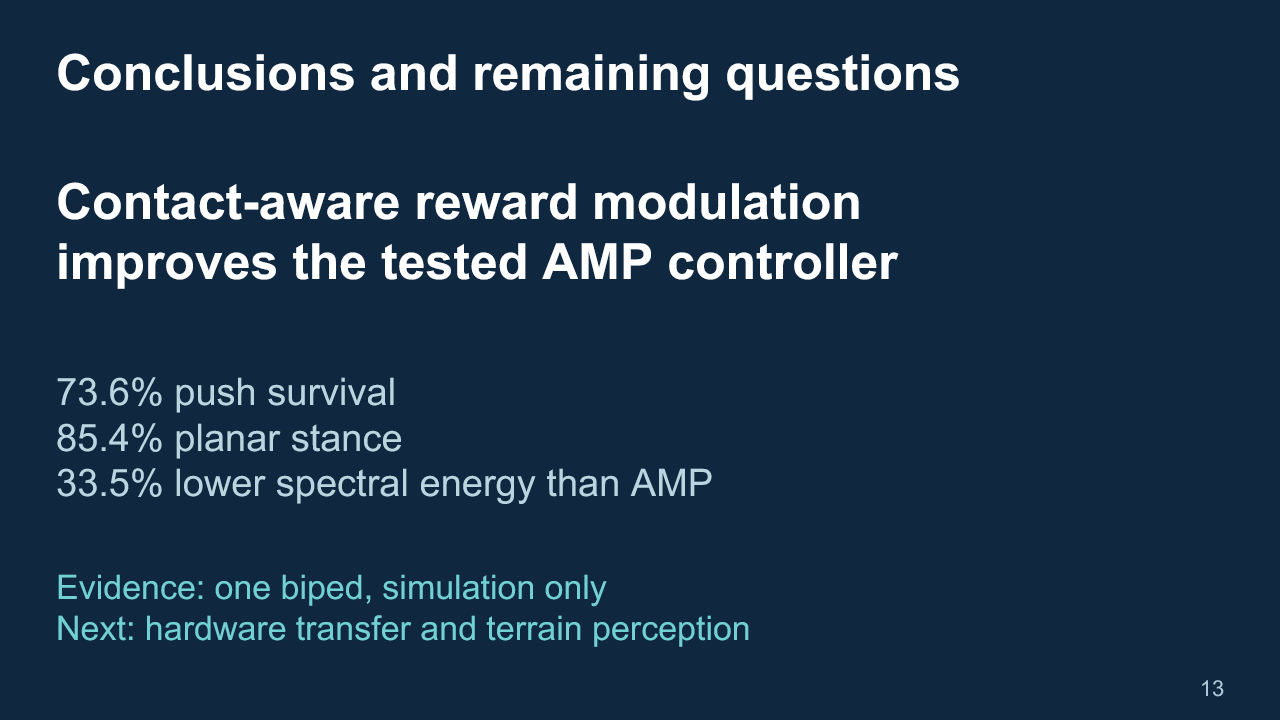 Conclusions and remaining questions
Contact-aware reward modulation
improves the tested AMP controller
73.6% push survival
85.4% planar stance
33.5% lower spectral energy than AMP
Evidence: one biped, simulation only
Next: hardware transfer and terrain perception
13